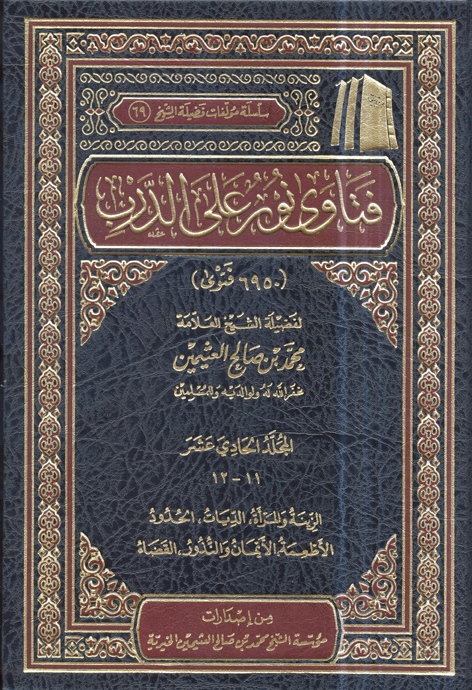 سلسلة مؤلفات فضيلة الشيخ (٦٩)
فتاوى نور على الدرب
(٦٩٥٠ فتوى)
لفضيلة الشيخ العلامة
محمد بن صالح العثيمين
غفر الله له ولوالديه وللمسلمين
المجلد الحادي عشر
١١ - ١٢
الزينة والمرأة، الديات، الحدود
الأطعمة، الأيمان والنذور، القضاء
من إصدارات
مؤسسة الشيخ محمد بن صالح العثيمين الخيرية